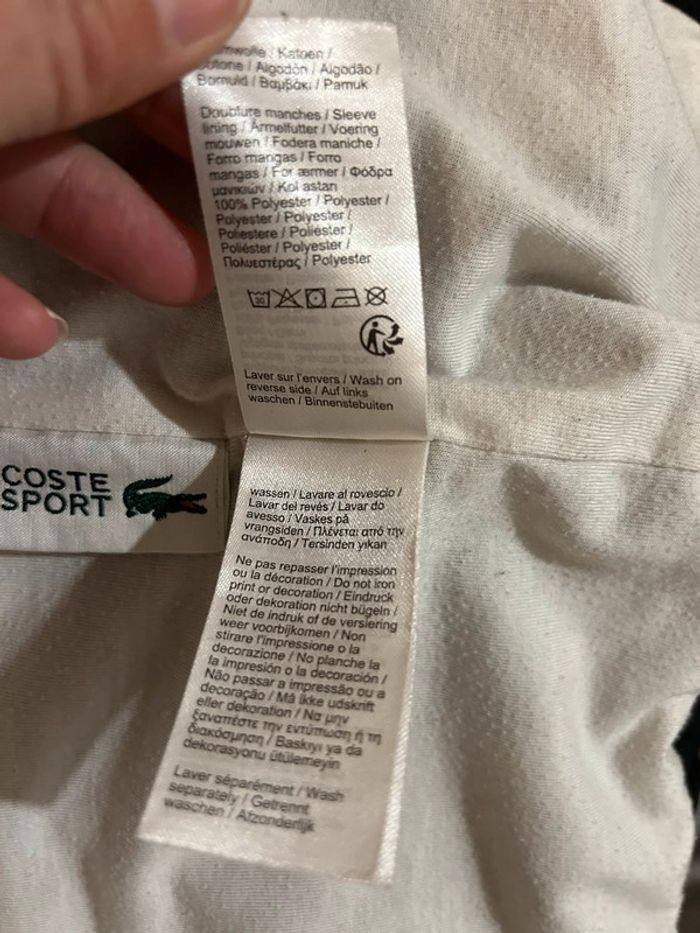 Katoen /
/ Algodón / Algodão /
Bomuld / Βαμβάκι / Pamuk
Doublure manches / Sleeve
lining / Ärmelfutter / Voering
mouwen / Fodera maniche /
Forro mangas / Forro
mangas / For ærmer / Φόδρα
μανικιών / Kol astarı
100% Polyester / Polyester /
Polyester / Polyester /
Poliestere / Poliéster /
Poliéster / Polyester /
Πολυεστέρας / Polyester
30
Laver sur l'envers / Wash on
reverse side / Auf links
waschen / Binnenstebuiten
COSTE
SPORT
wassen / Lavare al rovescio /
Lavar del revés / Lavar do
avesso / Vaskes på
vrangsiden / Πλένεται από την
ανάποδη / Tersinden yıkan
Ne pas repasser l'impression
ou la décoration / Do not iron
print or decoration / Eindruck
oder dekoration nicht bügeln /
Niet de indruk of de versiering
weer voorbijkomen / Non
stirare l'impressione o la
decorazione / No planche la
la impresión o la decoración /
Não passar a impressão ou a
decoração / Må ikke udskrift
eller dekoration / Να μην
ξαναπέστε την εντύπωση ή τη
διακόσμηση / Baskıyı ya da
dekorasyonu ütülemeyin
Laver séparément / Wash
separately / Getrennt
waschen / Afzonderlijk